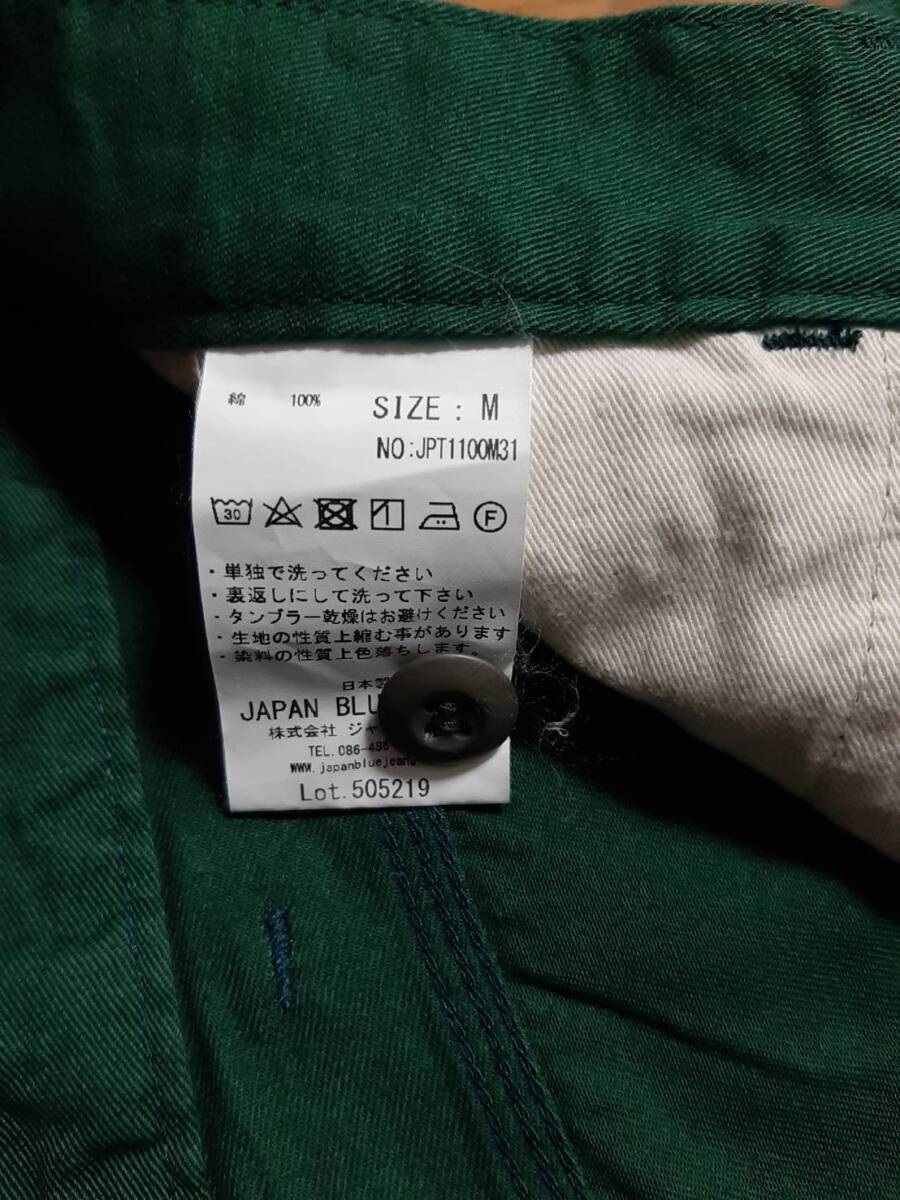 綿 100% SIZE : M
NO:JPT1100M31
30 F
・単独で洗ってください
・裏返しにして洗って下さい
・タンブラー乾燥はお避けください
・生地の性質上縮む事があります
・染料の性質上色落ちします。
日本製
JAPAN BLU
株式会社 ジャ
TEL.086-486
www.japanbluejeans
Lot.505219